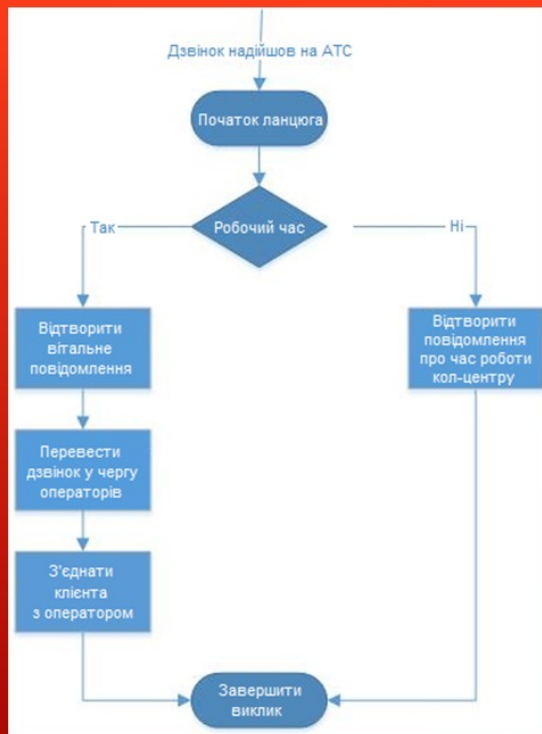 Дзвінок надійшов на АТС
Початок ланцюга
Робочий час
Так
Ні
Відтворити
вітальне
повідомлення
Відтворити
повідомлення
про час роботи
кол-центру
Перевести
дзвінок у чергу
операторів
З'єднати
клієнта
з оператором
Завершити
виклик